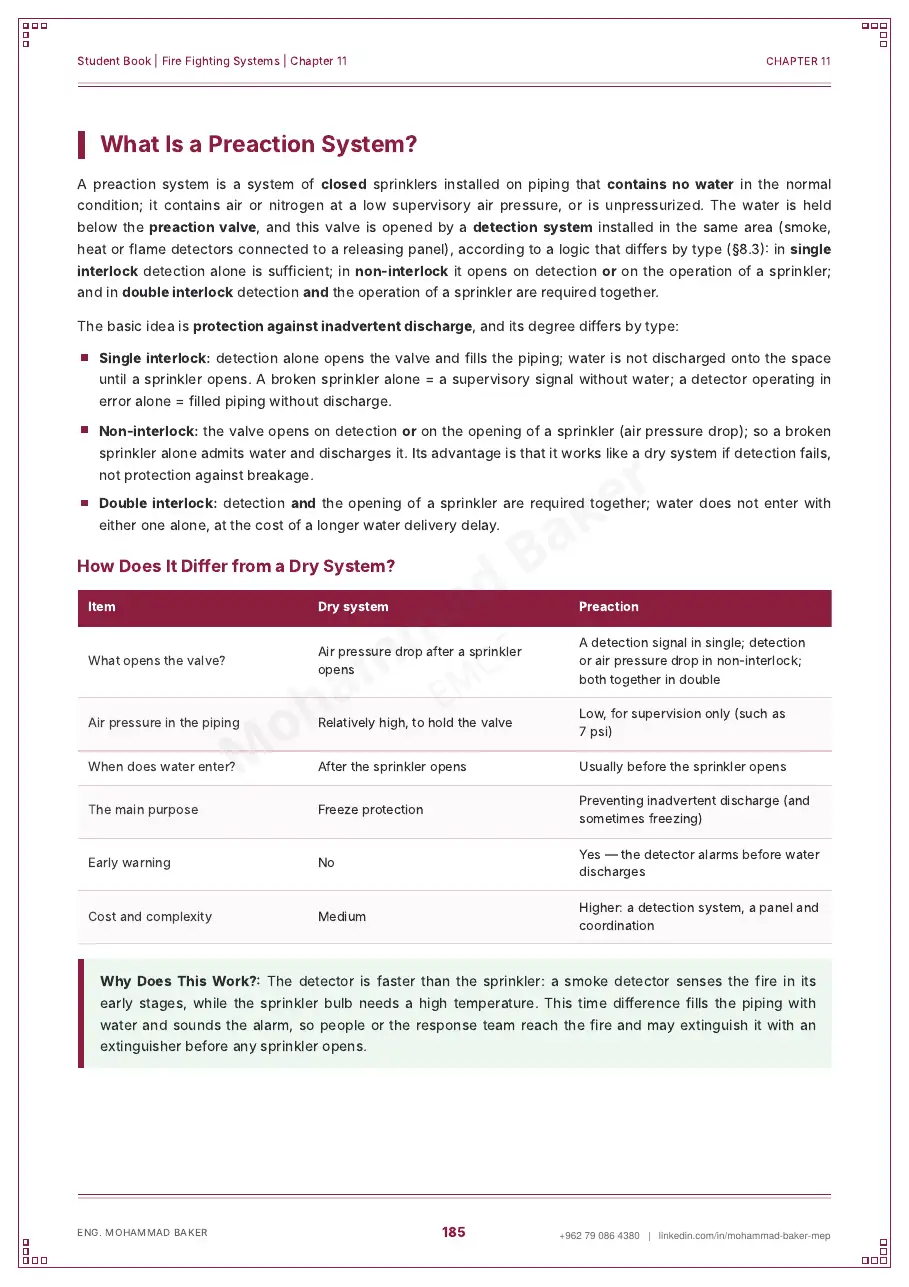 Student Book | Fire Fighting Systems | Chapter 11
CHAPTER 11
What Is a Preaction System?
A preaction system is a system of closed sprinklers installed on piping that contains no water in the normal
condition; it contains air or nitrogen at a low supervisory air pressure, or is unpressurized. The water is held
below the preaction valve, and this valve is opened by a detection system installed in the same area (smoke,
heat or flame detectors connected to a releasing panel), according to a logic that differs by type (§8.3): in single
interlock detection alone is sufficient; in non-interlock it opens on detection or on the operation of a sprinkler;
and in double interlock detection and the operation of a sprinkler are required together.
The basic idea is protection against inadvertent discharge, and its degree differs by type:
Single interlock: detection alone opens the valve and fills the piping; water is not discharged onto the space
until a sprinkler opens. A broken sprinkler alone = a supervisory signal without water; a detector operating in
error alone = filled piping without discharge.
Non-interlock: the valve opens on detection or on the opening of a sprinkler (air pressure drop); so a broken
sprinkler alone admits water and discharges it. Its advantage is that it works like a dry system if detection fails,
not protection against breakage.
Double interlock: detection and the opening of a sprinkler are required together; water does not enter with
either one alone, at the cost of a longer water delivery delay.
How Does It Differ from a Dry System?
Item
Dry system
Preaction
What opens the valve?
Air pressure drop after a sprinkler
opens
A detection signal in single; detection
or air pressure drop in non-interlock;
both together in double
Air pressure in the piping
Relatively high, to hold the valve
Low, for supervision only (such as
7 psi)
When does water enter?
After the sprinkler opens
Usually before the sprinkler opens
The main purpose
Freeze protection
Preventing inadvertent discharge (and
sometimes freezing)
Early warning
No
Yes — the detector alarms before water
discharges
Cost and complexity
Medium
Higher: a detection system, a panel and
coordination
Why Does This Work?: The detector is faster than the sprinkler: a smoke detector senses the fire in its
early stages, while the sprinkler bulb needs a high temperature. This time difference fills the piping with
water and sounds the alarm, so people or the response team reach the fire and may extinguish it with an
extinguisher before any sprinkler opens.
Mohammad Baker
ENG. MOHAMMAD BAKER
185
+962 79 086 4380 | linkedin.com/in/mohammad-baker-mep